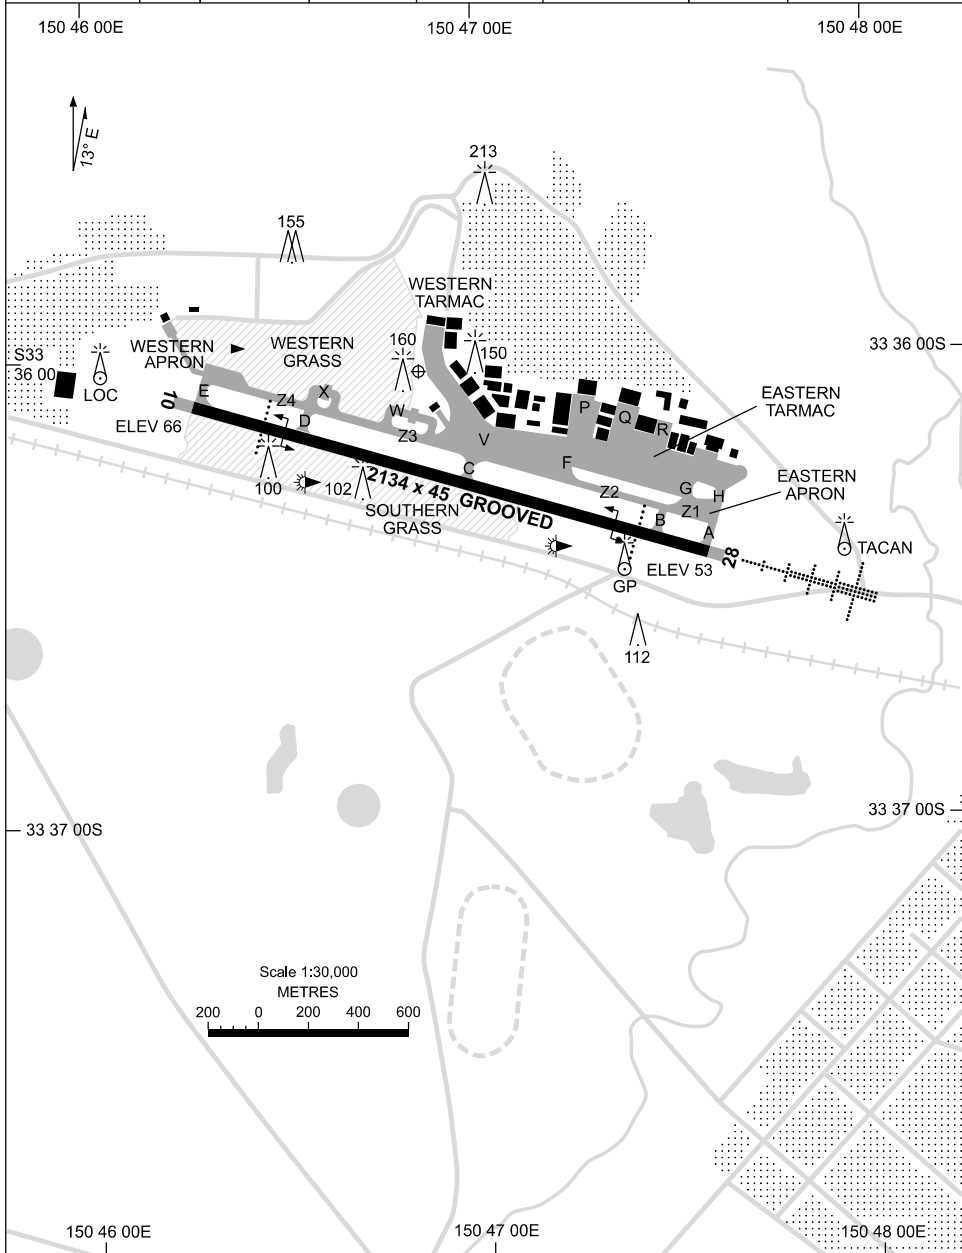 150 46 00E
150 47 00E
150 48 00E
13° E
213
155
WESTERN
TARMAC
WESTERN
APRON
WESTERN
GRASS
160
150
33 36 00S
S33
36 00
LOC
E
Z4
X
W
D
Z3
V
C
F
P
Q
R
EASTERN
TARMAC
10
ELEV 66
100
102
2134 x 45 GROOVED
SOUTHERN
GRASS
Z2
G
H
Z1
B
A
EASTERN
APRON
28
TACAN
GP
ELEV 53
112
33 37 00S
33 37 00S
Scale 1:30,000
METRES
200 0 200 400 600
150 46 00E
150 47 00E
150 48 00E